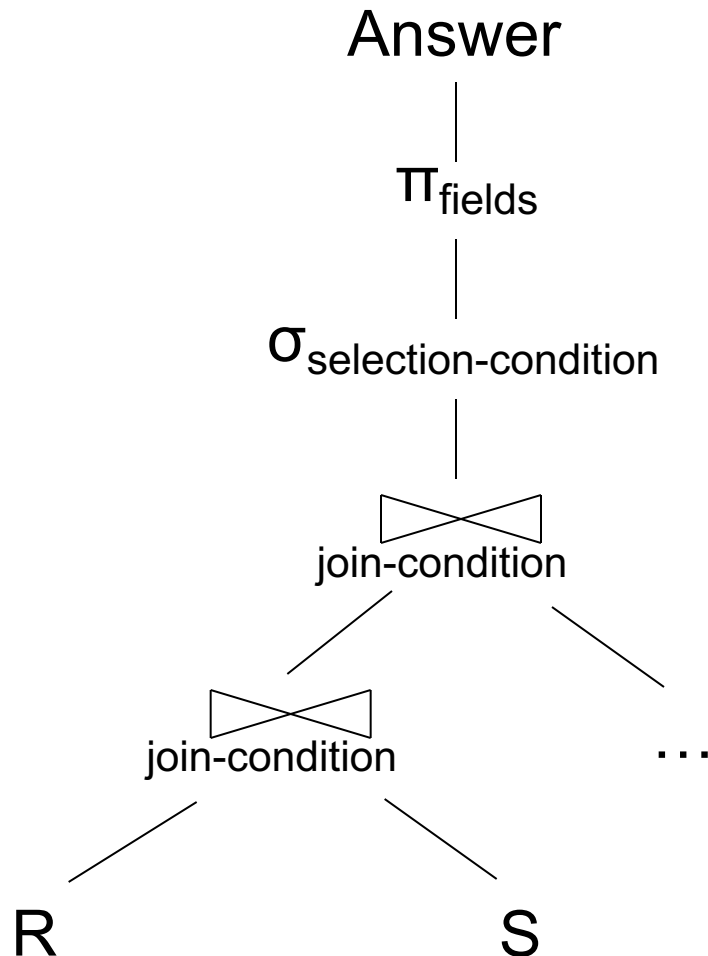 Answer
πfields
σselection-condition
join-condition
join-condition
...
R
S